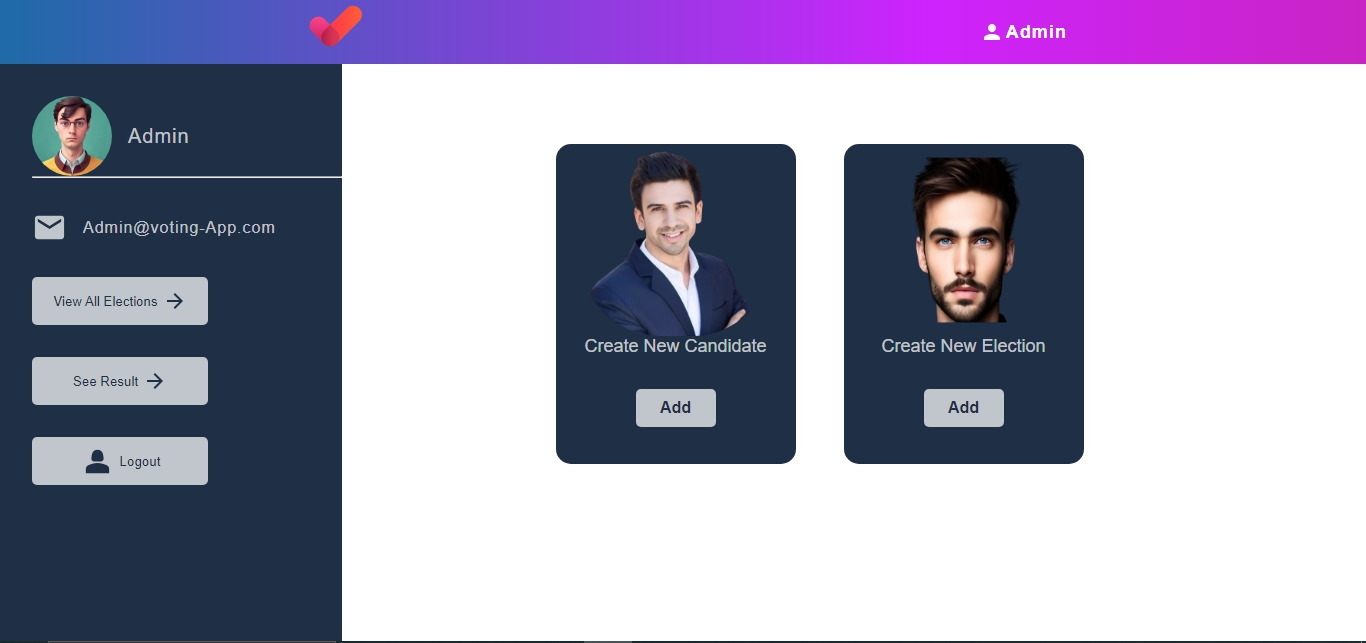 Admin
Admin
Admin@voting-App.com
View All Elections
See Result
Logout
Create New Candidate
Add
Create New Election
Add